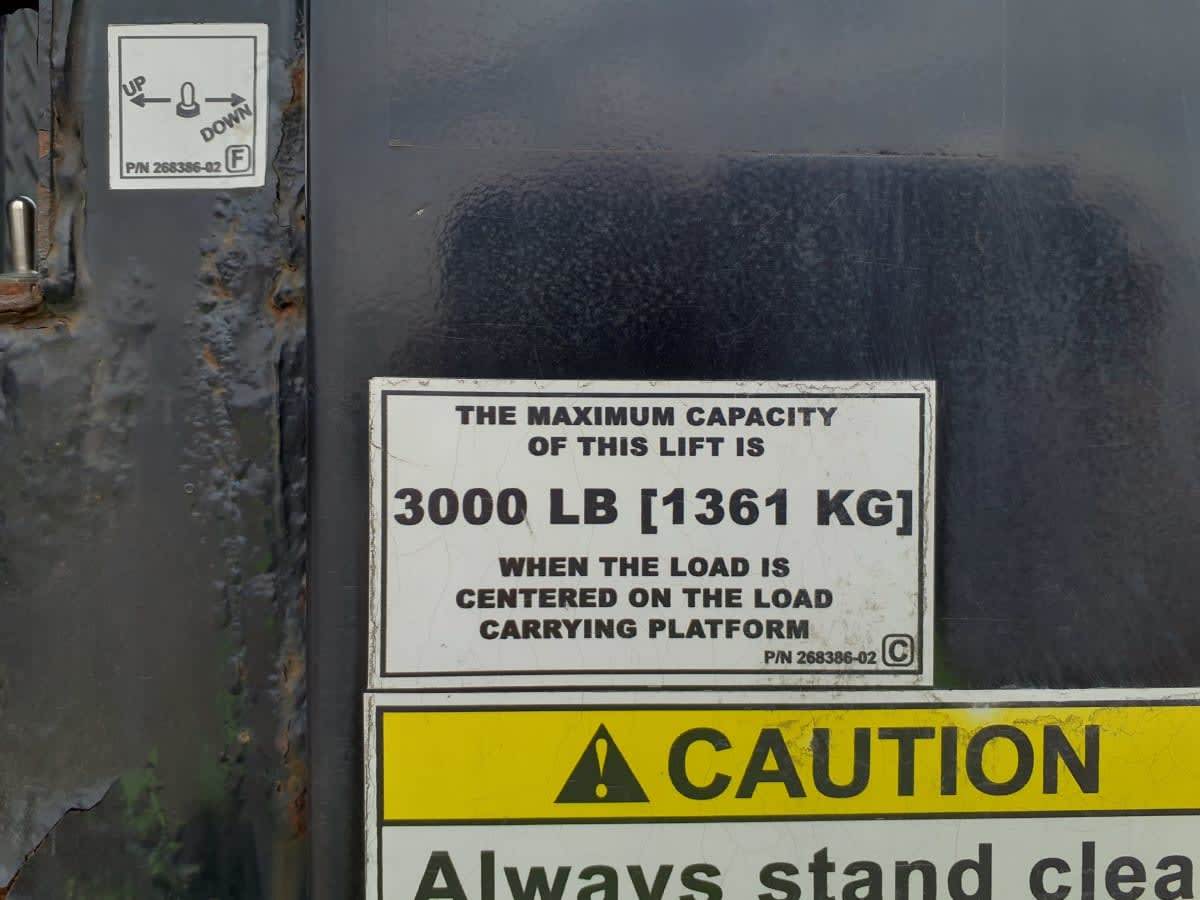 UP
DOWN
P/N 268386-02 F
THE MAXIMUM CAPACITY
OF THIS LIFT IS
3000 LB [1361 KG]
WHEN THE LOAD IS
CENTERED ON THE LOAD
CARRYING PLATFORM
P/N 268386-02 C
CAUTION
Always stand clea